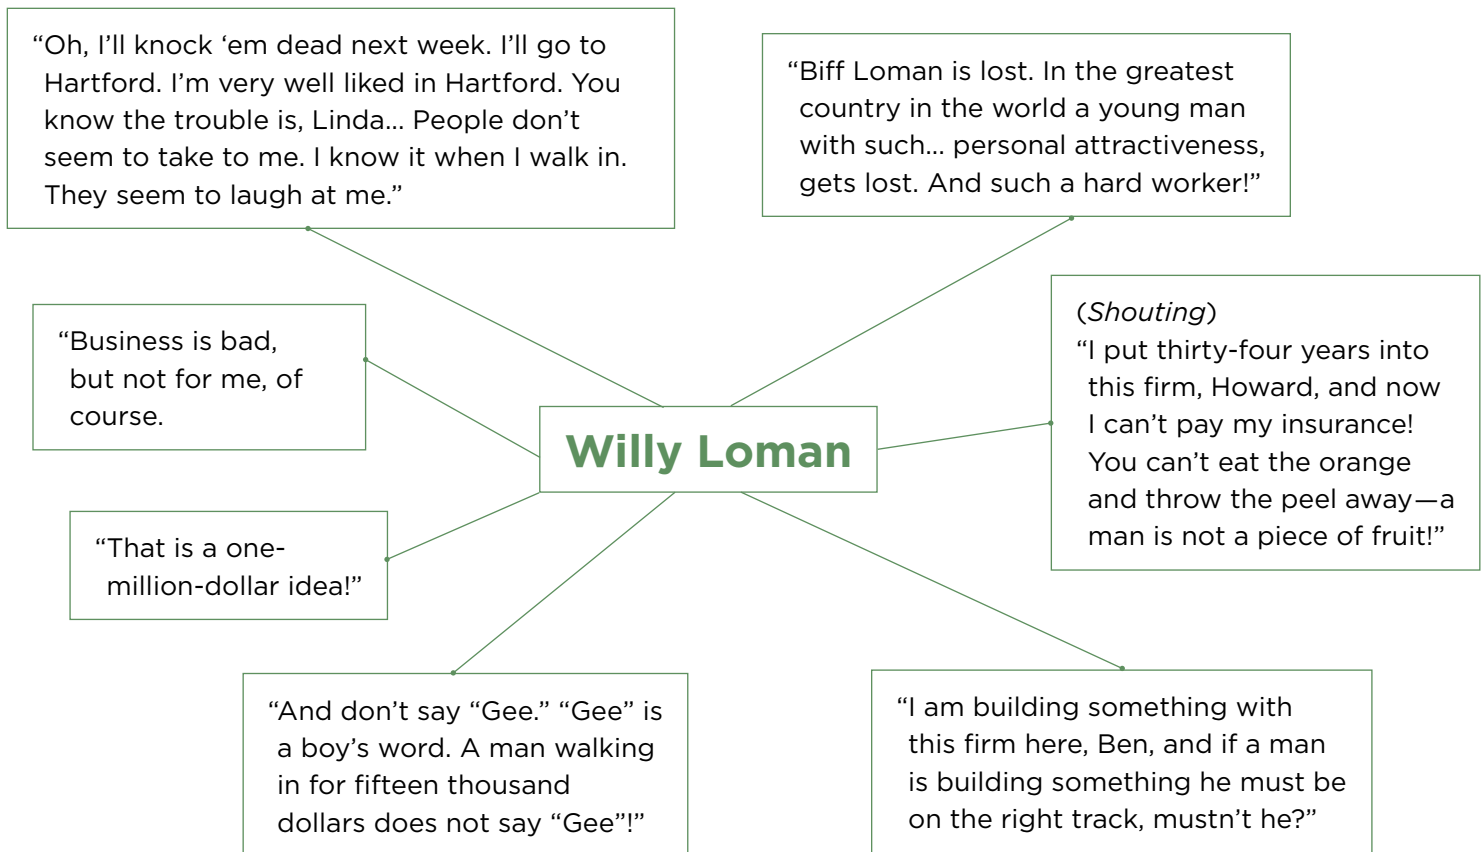 “Oh, I’ll knock ‘em dead next week. I’ll go to
Hartford. I’m very well liked in Hartford. You
know the trouble is, Linda... People don’t
seem to take to me. I know it when I walk in.
They seem to laugh at me.”
“Biff Loman is lost. In the greatest
country in the world a young man
with such... personal attractiveness,
gets lost. And such a hard worker!”
“Business is bad,
but not for me, of
course.
(Shouting)
“I put thirty-four years into
this firm, Howard, and now
I can’t pay my insurance!
You can’t eat the orange
and throw the peel away—a
man is not a piece of fruit!”
Willy Loman
“That is a one-
million-dollar idea!”
“And don’t say “Gee.” “Gee” is
a boy’s word. A man walking
in for fifteen thousand
dollars does not say “Gee”!”
“I am building something with
this firm here, Ben, and if a man
is building something he must be
on the right track, mustn’t he?”